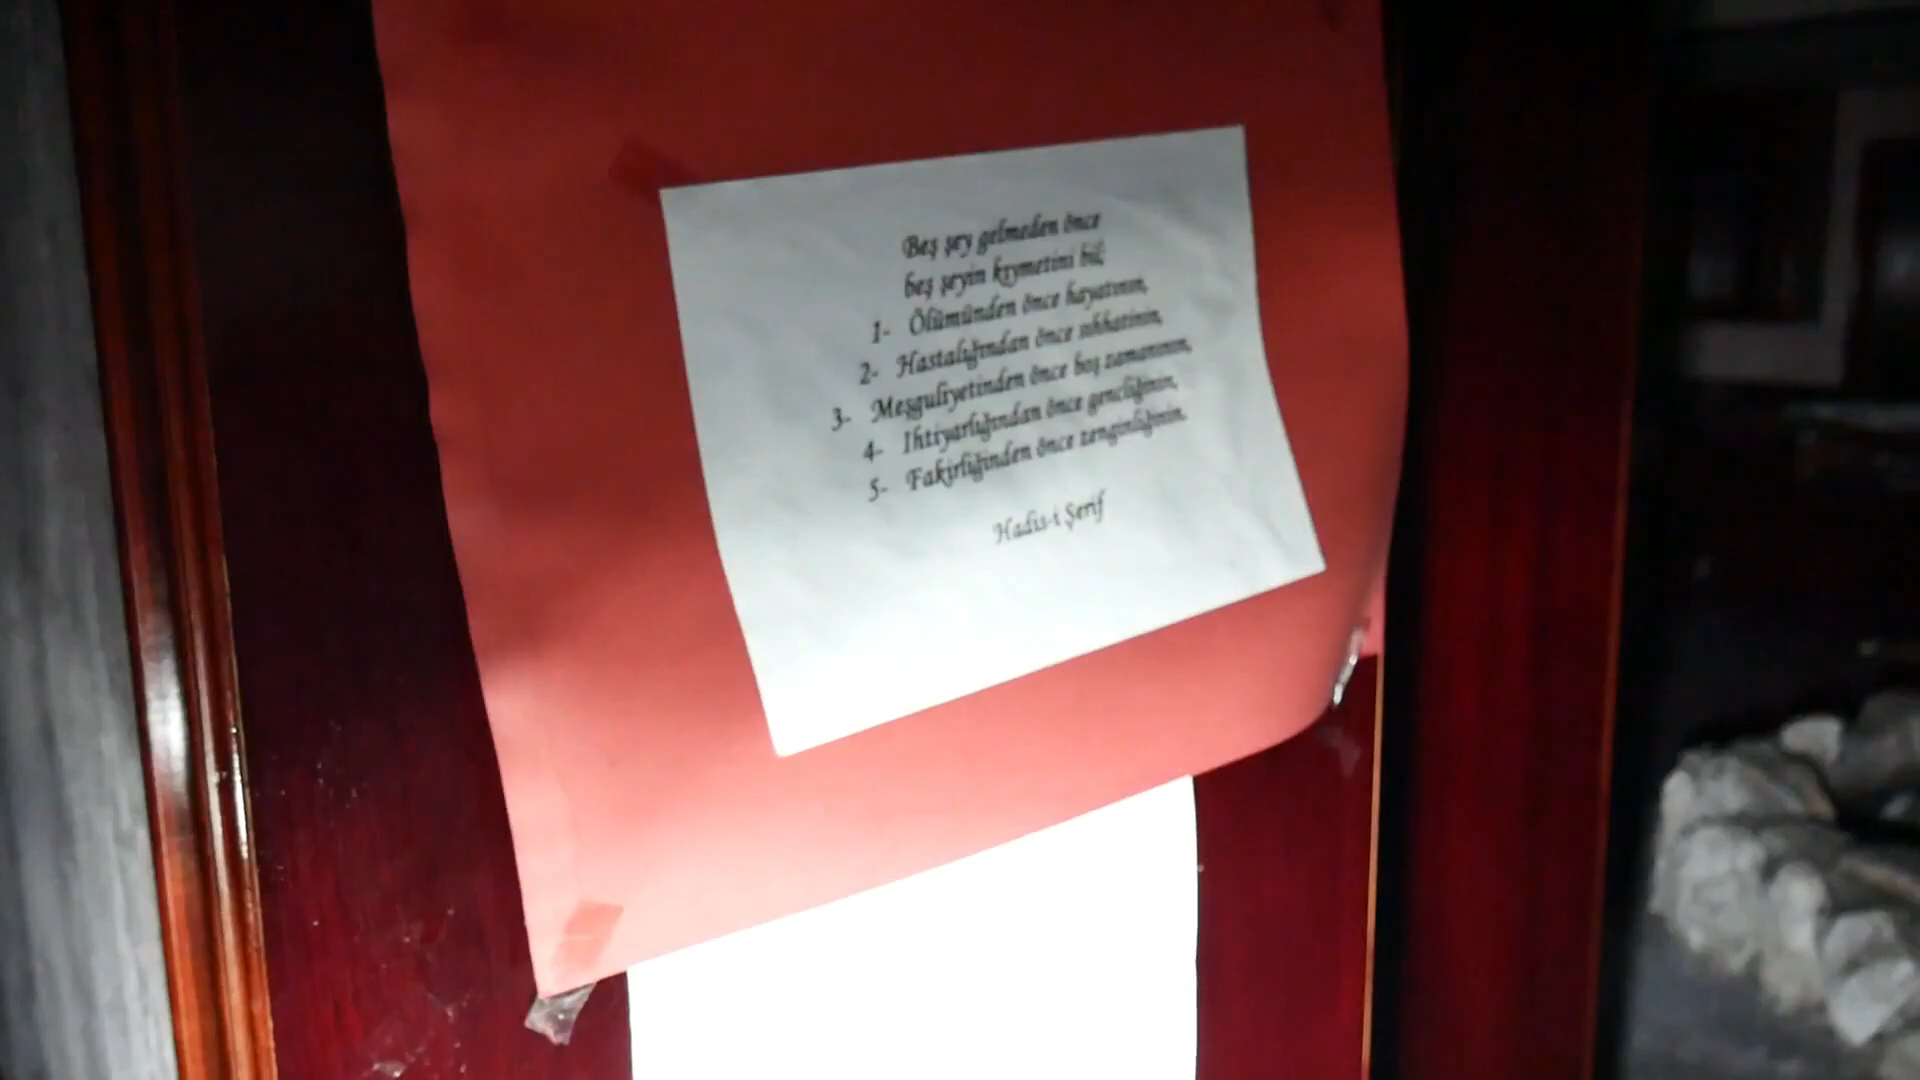 Beş şey gelmeden önce
beş şeyin kıymetini bil;
1- Ölümünden önce hayatının,
2- Hastalığından önce sıhhatinin,
3- Meşguliyetinden önce boş zamanının,
4- Ihtiyarlığından önce gençliğinin,
5- Fakirliğinden önce zenginliğinin.
Hadis-i Şerif